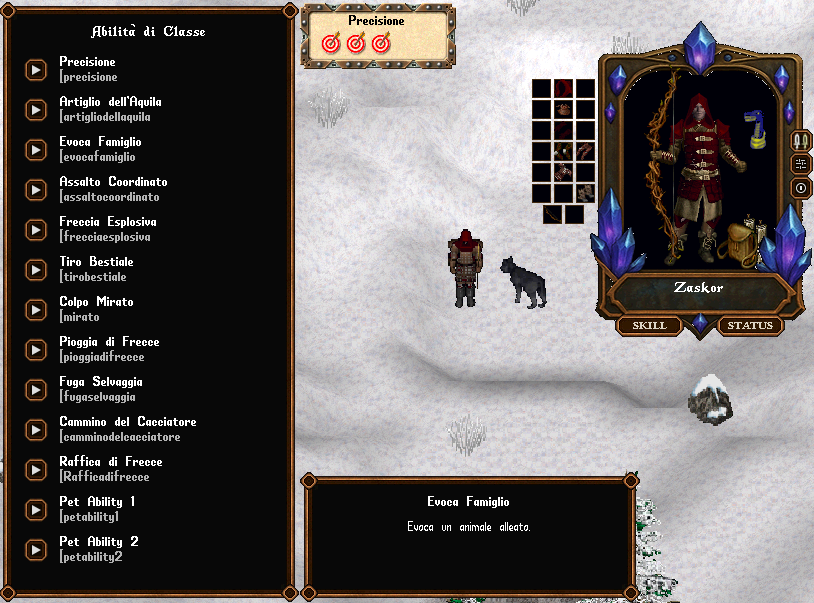 Abilità di Classe
Precisione
[precisione
Artiglio dell'Aquila
[artigliodellaquila
Evoca Famiglio
[evocafamiglio
Assalto Coordinato
[assaltocoordinato
Freccia Esplosiva
[frecciaesplosiva
Tiro Bestiale
[tirobestiale
Colpo Mirato
[mirato
Pioggia di Frecce
[pioggiadifrecce
Fuga Selvaggia
[fugaselvaggia
Cammino del Cacciatore
[camminodelcacciatore
Raffica di Frecce
[Rafficadifrecce
Pet Ability 1
[petability1
Pet Ability 2
[petability2
Precisione
Zaskor
SKILL
STATUS
Evoca Famiglio
Evoca un animale alleato.